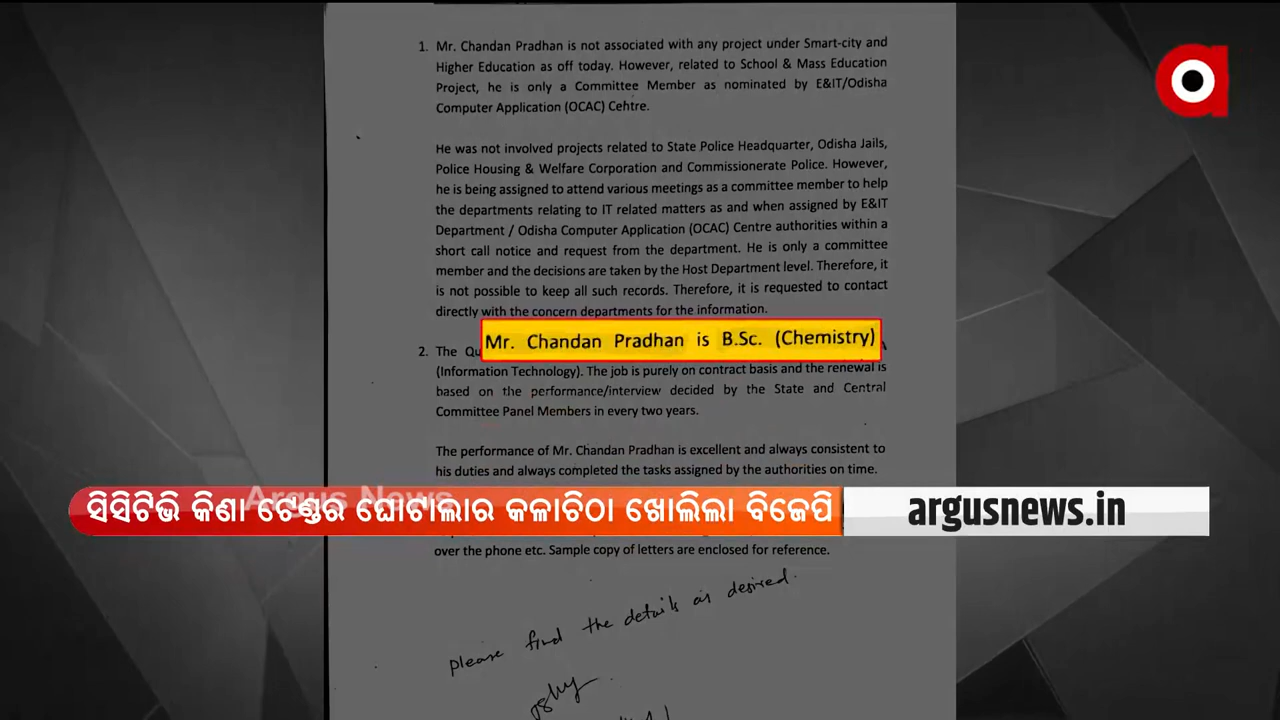 1. Mr. Chandan Pradhan is not associated with any project under Smart-city and
Higher Education as off today. However, related to School & Mass Education
Project, he is only a Committee Member as nominated by E&IT/Odisha
Computer Application (OCAC) Cehtre.
He was not involved projects related to State Police Headquarter, Odisha Jails,
Police Housing & Welfare Corporation and Commissionerate Police. However,
he is being assigned to attend various meetings as a committee member to help
the departments relating to IT related matters as and when assigned by E&IT
Department / Odisha Computer Application (OCAC) Centre authorities within a
short call notice and request from the department. He is only a committee
member and the decisions are taken by the Host Department level. Therefore, it
is not possible to keep all such records. Therefore, it is requested to contact
directly with the concern departments for the information.
Mr. Chandan Pradhan is B.Sc. (Chemistry)
2. The Qu
(Information Technology). The job is purely on contract basis and the renewal is
based on the performance/interview decided by the State and Central
Committee Panel Members in every two years.
The performance of Mr. Chandan Pradhan is excellent and always consistent to
his duties and always completed the tasks assigned by the authorities on time.
Argus News
ସିସିଟିଭି କିଣା ଟେଣ୍ଡର ଘୋଟାଲାର କଳାଚିଠା ଖୋଲିଲା ବିଜେପି
argusnews.in
over the phone etc. Sample copy of letters are enclosed for reference.
please find the details as desired.